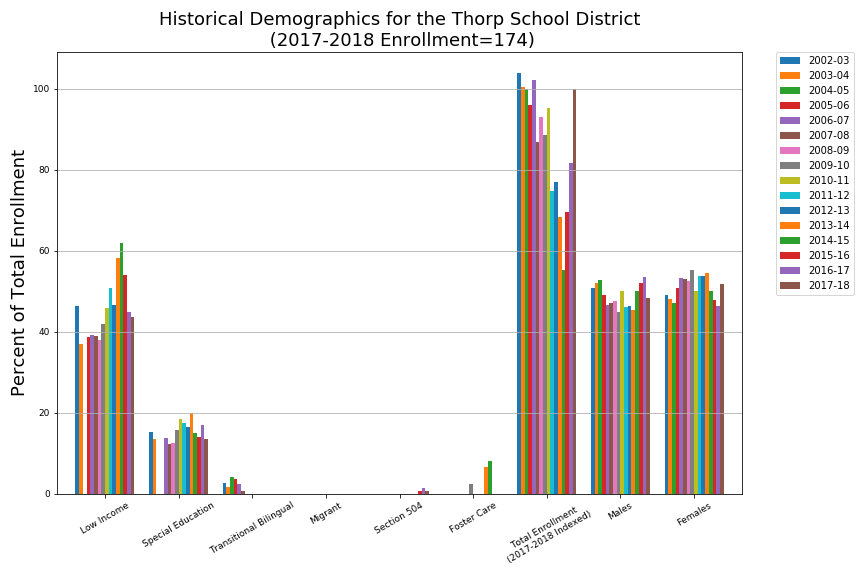 Historical Demographics for the Thorp School District
(2017-2018 Enrollment=174)
Percent of Total Enrollment
100
80
60
40
20
0
Low Income
Special Education
Transitional Bilingual
Migrant
Section 504
Foster Care
Total Enrollment
(2017-2018 Indexed)
Males
Females
2002-03
2003-04
2004-05
2005-06
2006-07
2007-08
2008-09
2009-10
2010-11
2011-12
2012-13
2013-14
2014-15
2015-16
2016-17
2017-18